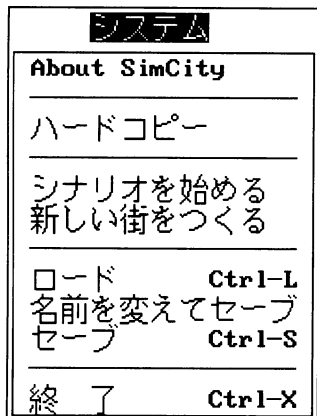 システム
About SimCity
ハードコピー
シナリオを始める
新しい街をつくる
ロード Ctrl-L
名前を変えてセーブ
セーブ Ctrl-S
終 了 Ctrl-X